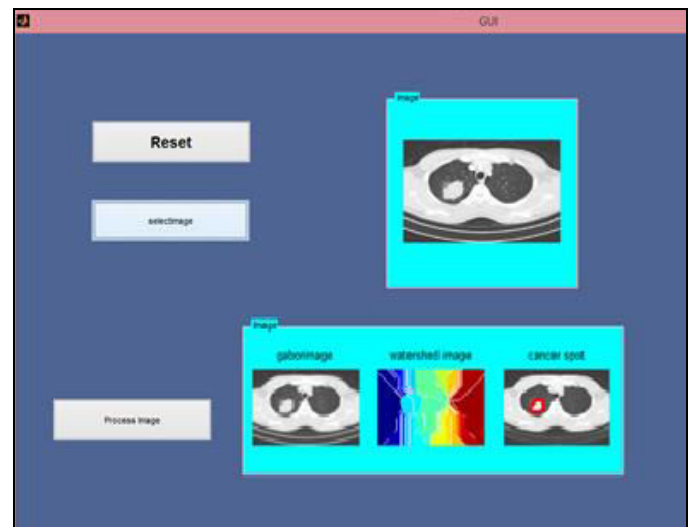 GUI
Image
Reset
selectImage
Image
gaborimage
watershed image
cancer spot
Process Image